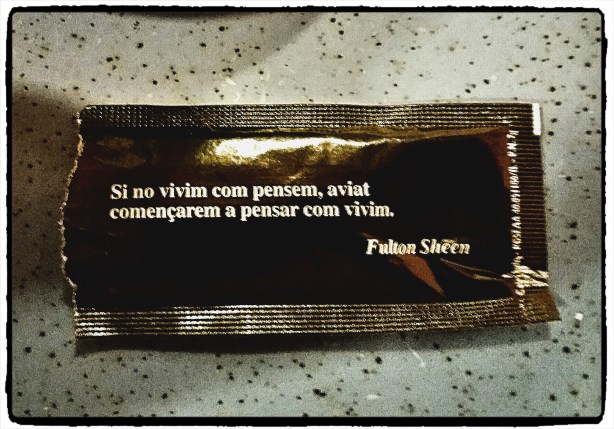 Si no vivim com pensem, aviat
començarem a pensar com vivim.
Fulton Sheen